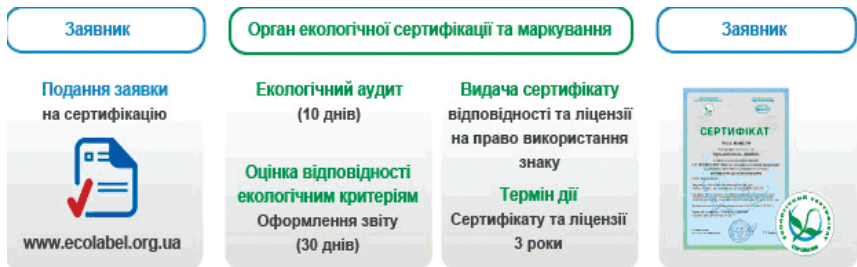 Заявник
Орган екологічної сертифікації та маркування
Заявник
Подання заявки
на сертифікацію
www.ecolabel.org.ua
Екологічний аудит
(10 днів)
Оцінка відповідності
екологічним критеріям
Оформлення звіту
(30 днів)
Видача сертифікату
відповідності та ліцензії
на право використання
знаку
Термін дії
Сертифікату та ліцензії
3 роки
СЕРТИФІКАТ